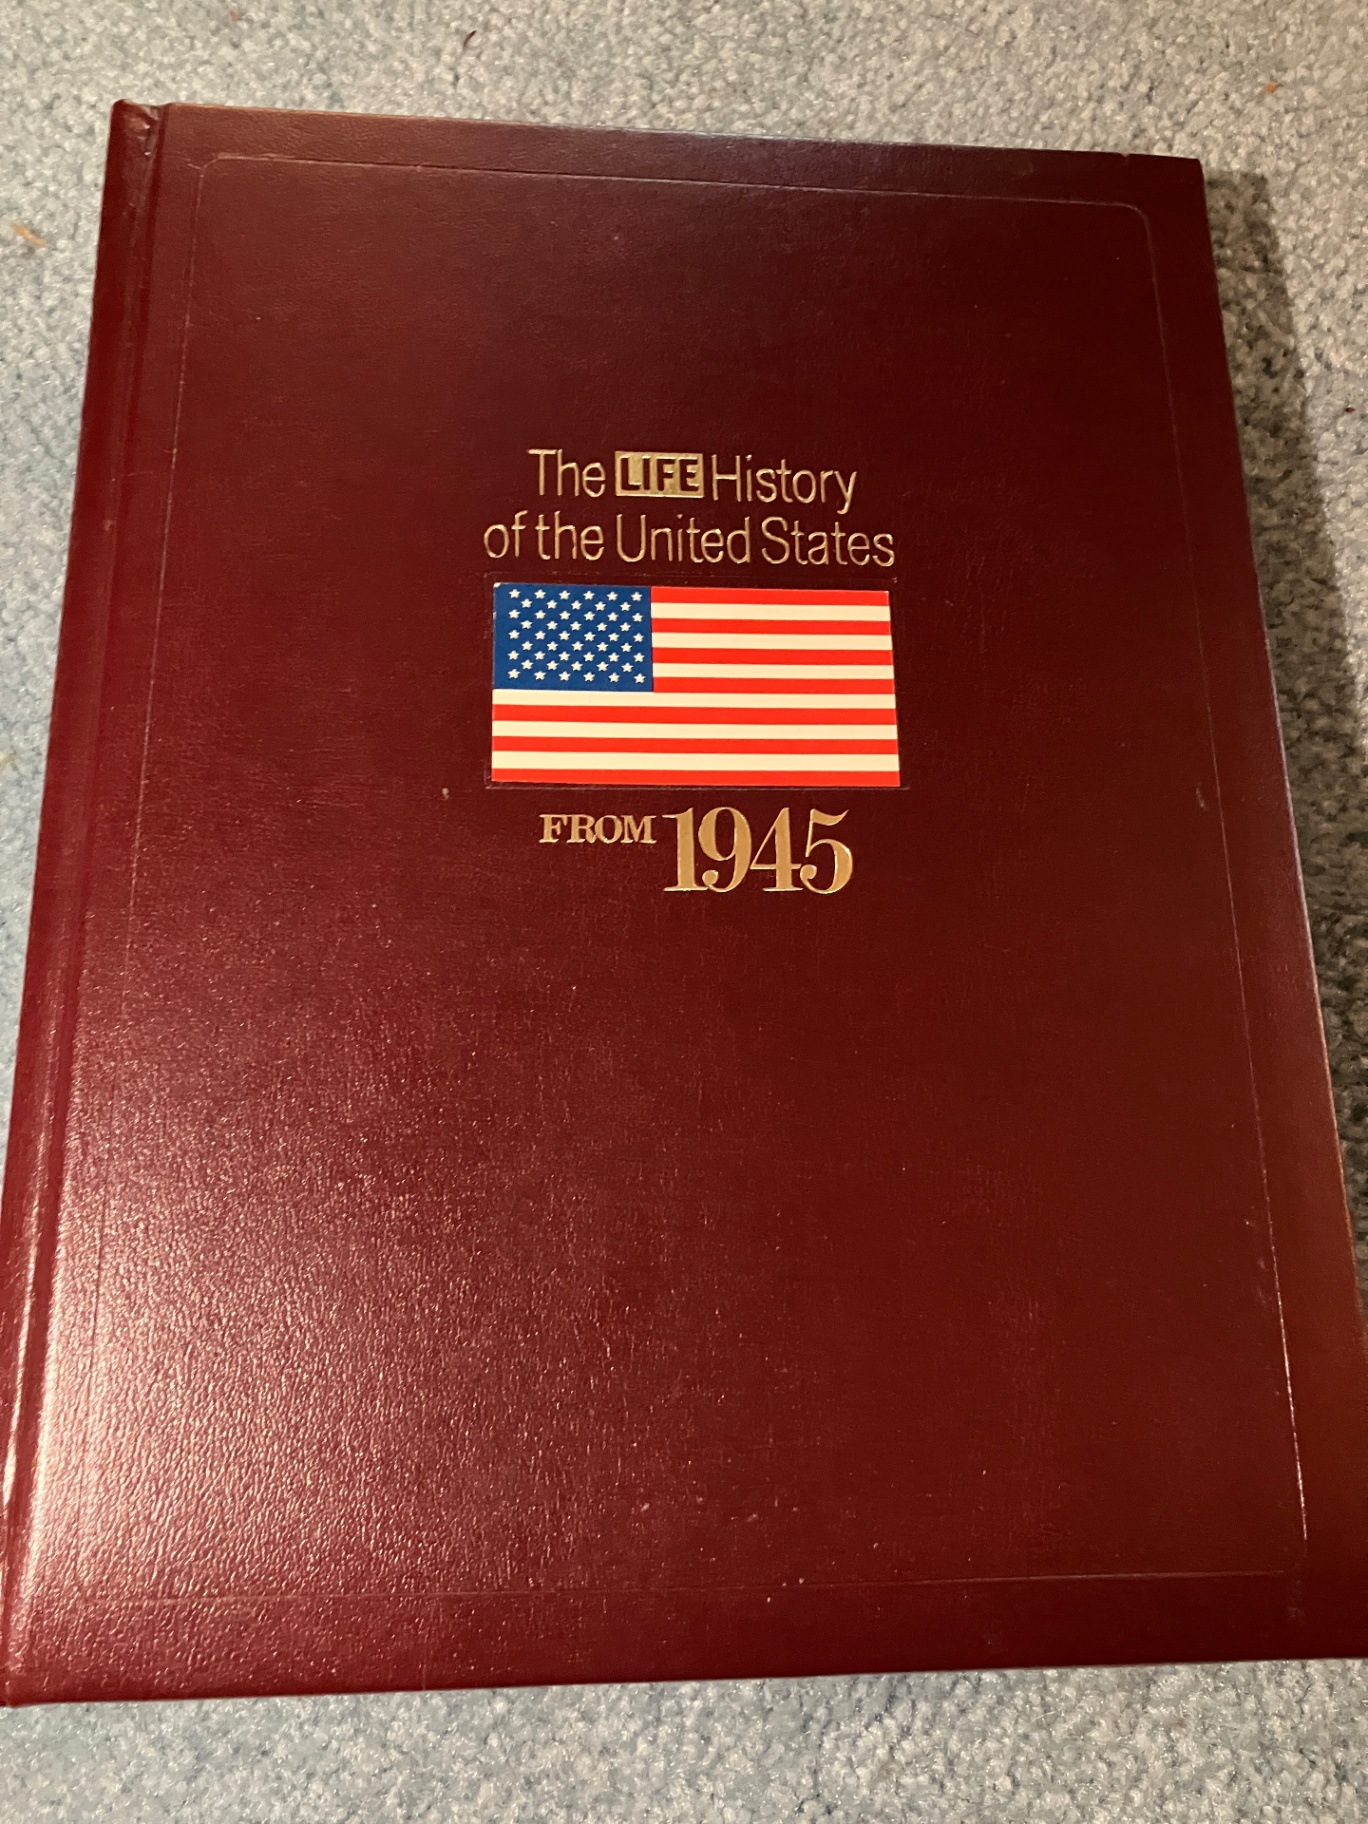 The LIFE History
of the United States
FROM 1945